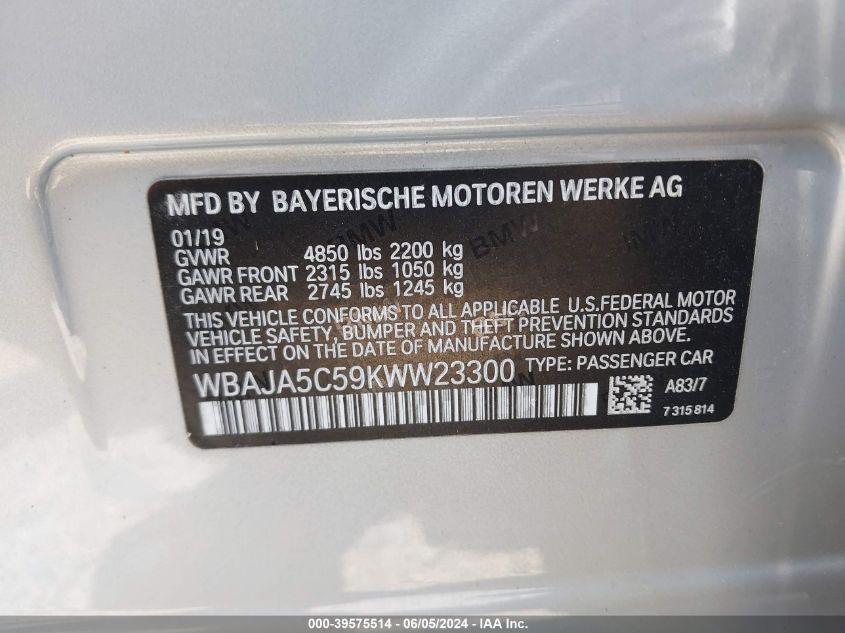 MFD BY BAYERISCHE MOTOREN WERKE AG
01/19
GVWR 4850 lbs 2200 kg
GAWR FRONT 2315 lbs 1050 kg
GAWR REAR 2745 lbs 1245 kg
THIS VEHICLE CONFORMS TO ALL APPLICABLE U.S.FEDERAL MOTOR
VEHICLE SAFETY, BUMPER AND THEFT PREVENTION STANDARDS
IN EFFECT ON THE DATE OF MANUFACTURE SHOWN ABOVE.
WBAJA5C59KWW23300 TYPE: PASSENGER CAR
A83/7
7 315 814
000-39575514 - 06/05/2024 - IAA Inc.